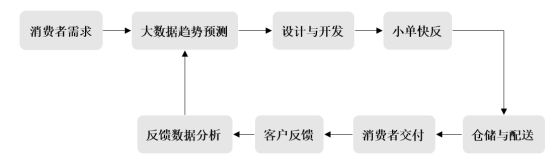 消费者需求
大数据趋势预测
设计与开发
小单快反
仓储与配送
消费者交付
客户反馈
反馈数据分析